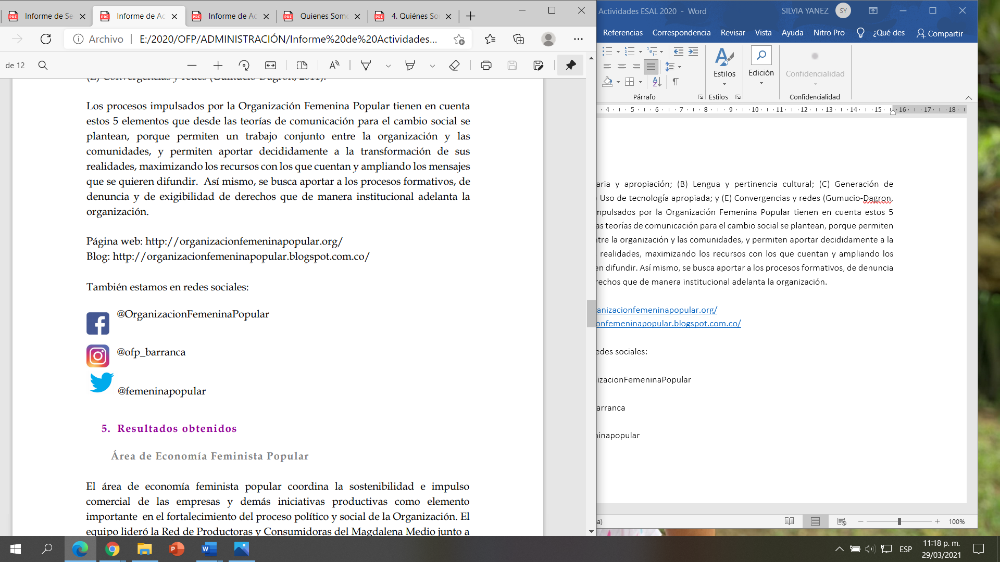 Informe de Se
Informe de Ac
Informe de Ac
Quienes Somo
4. Quiénes So
Archivo
E:/2020/OFP/ADMINISTRACIÓN/Informe%20de%20Actividades...
de 12
Los procesos impulsados por la Organización Femenina Popular tienen en cuenta
estos 5 elementos que desde las teorías de comunicación para el cambio social se
plantean, porque permiten un trabajo conjunto entre la organización y las
comunidades, y permiten aportar decididamente a la transformación de sus
realidades, maximizando los recursos con los que cuentan y ampliando los mensajes
que se quieren difundir. Así mismo, se busca aportar a los procesos formativos, de
denuncia y de exigibilidad de derechos que de manera institucional adelanta la
organización.
Página web: http://organizacionfemeninapopular.org/
Blog: http://organizacionfemeninapopular.blogspot.com.co/
También estamos en redes sociales:
@OrganizacionFemeninaPopular
@ofp_barranca
@femeninapopular
5. Resultados obtenidos
Área de Economía Feminista Popular
El área de economía feminista popular coordina la sostenibilidad e impulso
comercial de las empresas y demás iniciativas productivas como elemento
importante en el fortalecimiento del proceso político y social de la Organización. El
equipo lideró la Red de Productoras y Consumidoras del Magdalena Medio junto a
Actividades ESAL 2020 - Word
SILVIA YANEZ
SY
Referencias Correspondencia Revisar Vista Ayuda Nitro Pro ¿Qué des Compartir
Estilos
Edición
Confidencialidad
Párrafo
Estilos
Confidencialidad
4 5 6 7 8 9 10 11 12 13 14 15 16 17 18
aria y apropiación; (B) Lengua y pertinencia cultural; (C) Generación de
Uso de tecnología apropiada; y (E) Convergencias y redes (Gumucio-Dagron,
mpulsados por la Organización Femenina Popular tienen en cuenta estos 5
as teorías de comunicación para el cambio social se plantean, porque permiten
tre la organización y las comunidades, y permiten aportar decididamente a la
realidades, maximizando los recursos con los que cuentan y ampliando los
en difundir. Así mismo, se busca aportar a los procesos formativos, de denuncia
rechos que de manera institucional adelanta la organización.
anizacionfemeninapopular.org/
onfemeninapopular.blogspot.com.co/
edes sociales:
izacionFemeninaPopular
arranca
ninapopular
a)
100%
ESP
11:18 p. m.
29/03/2021